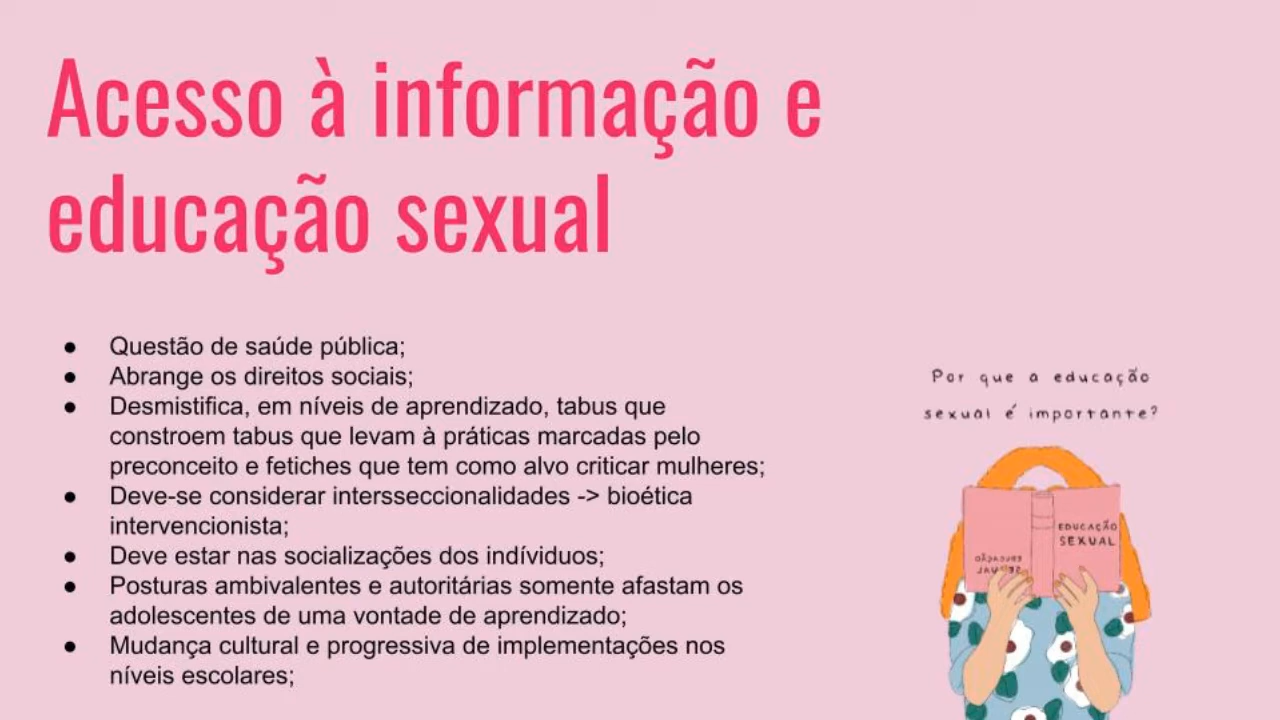 Acesso à informação e
educação sexual
● Questão de saúde pública;
● Abrange os direitos sociais;
● Desmistifica, em níveis de aprendizado, tabus que
constroem tabus que levam à práticas marcadas pelo
preconceito e fetiches que tem como alvo criticar mulheres;
● Deve-se considerar intersseccionalidades -> bioética
intervencionista;
● Deve estar nas socializações dos indíviduos;
● Posturas ambivalentes e autoritárias somente afastam os
adolescentes de uma vontade de aprendizado;
● Mudança cultural e progressiva de implementações nos
níveis escolares;
Por que a educação
sexual é importante?
EDUCAÇÃO
SEXUAL
EDUCAÇÃO
SEXUAL